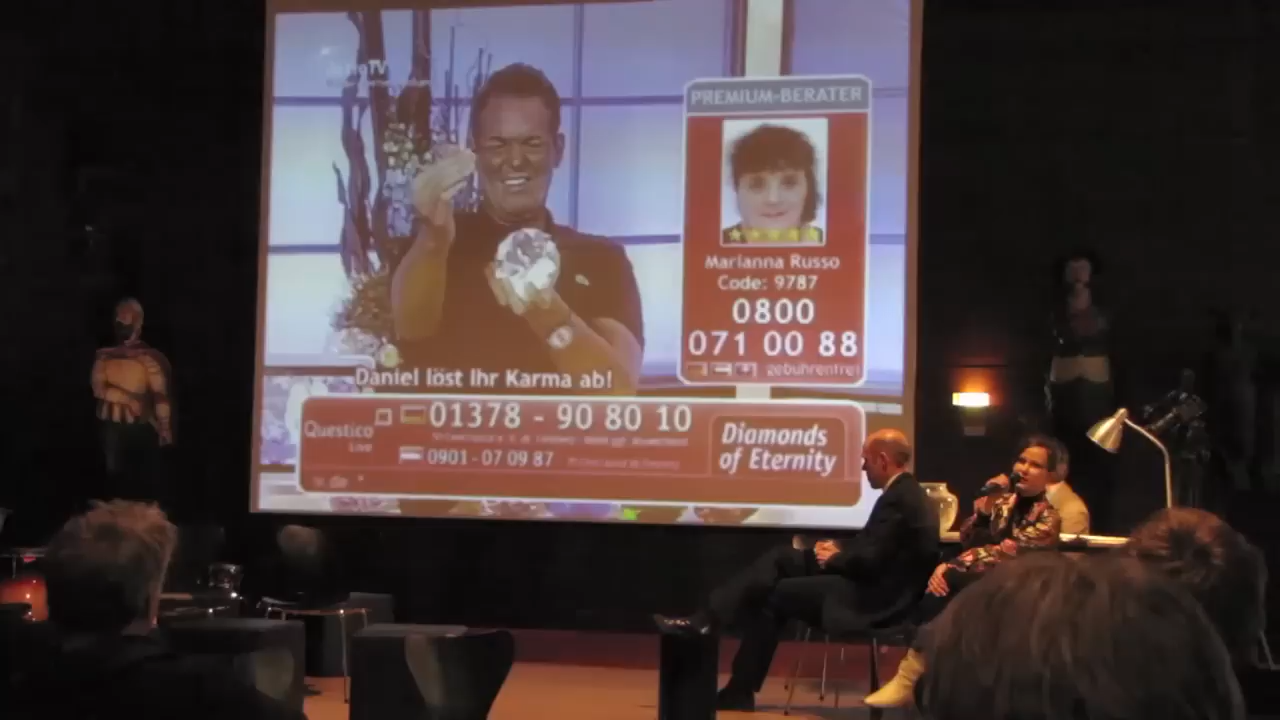 PREMIUM-BERATER
Marianna Russo
Code: 9787
0800
071 00 88
gebührenfrei
Daniel löst Ihr Karma ab!
Questico
Live
01378 - 90 80 10
0901 - 07 09 87
Diamonds
of Eternity